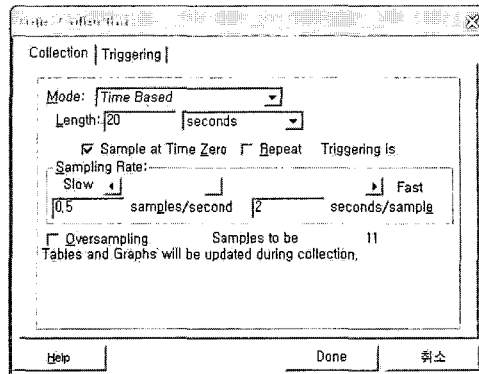 Collection Triggering
Mode: Time Based
Length: 20 seconds
Sample at Time Zero Repeat Triggering is
Sampling Rate:
Slow Fast
0,5 samples/second 2 seconds/sample
Oversampling Samples to be 11
Tables and Graphs will be updated during collection,
Help Done 취소